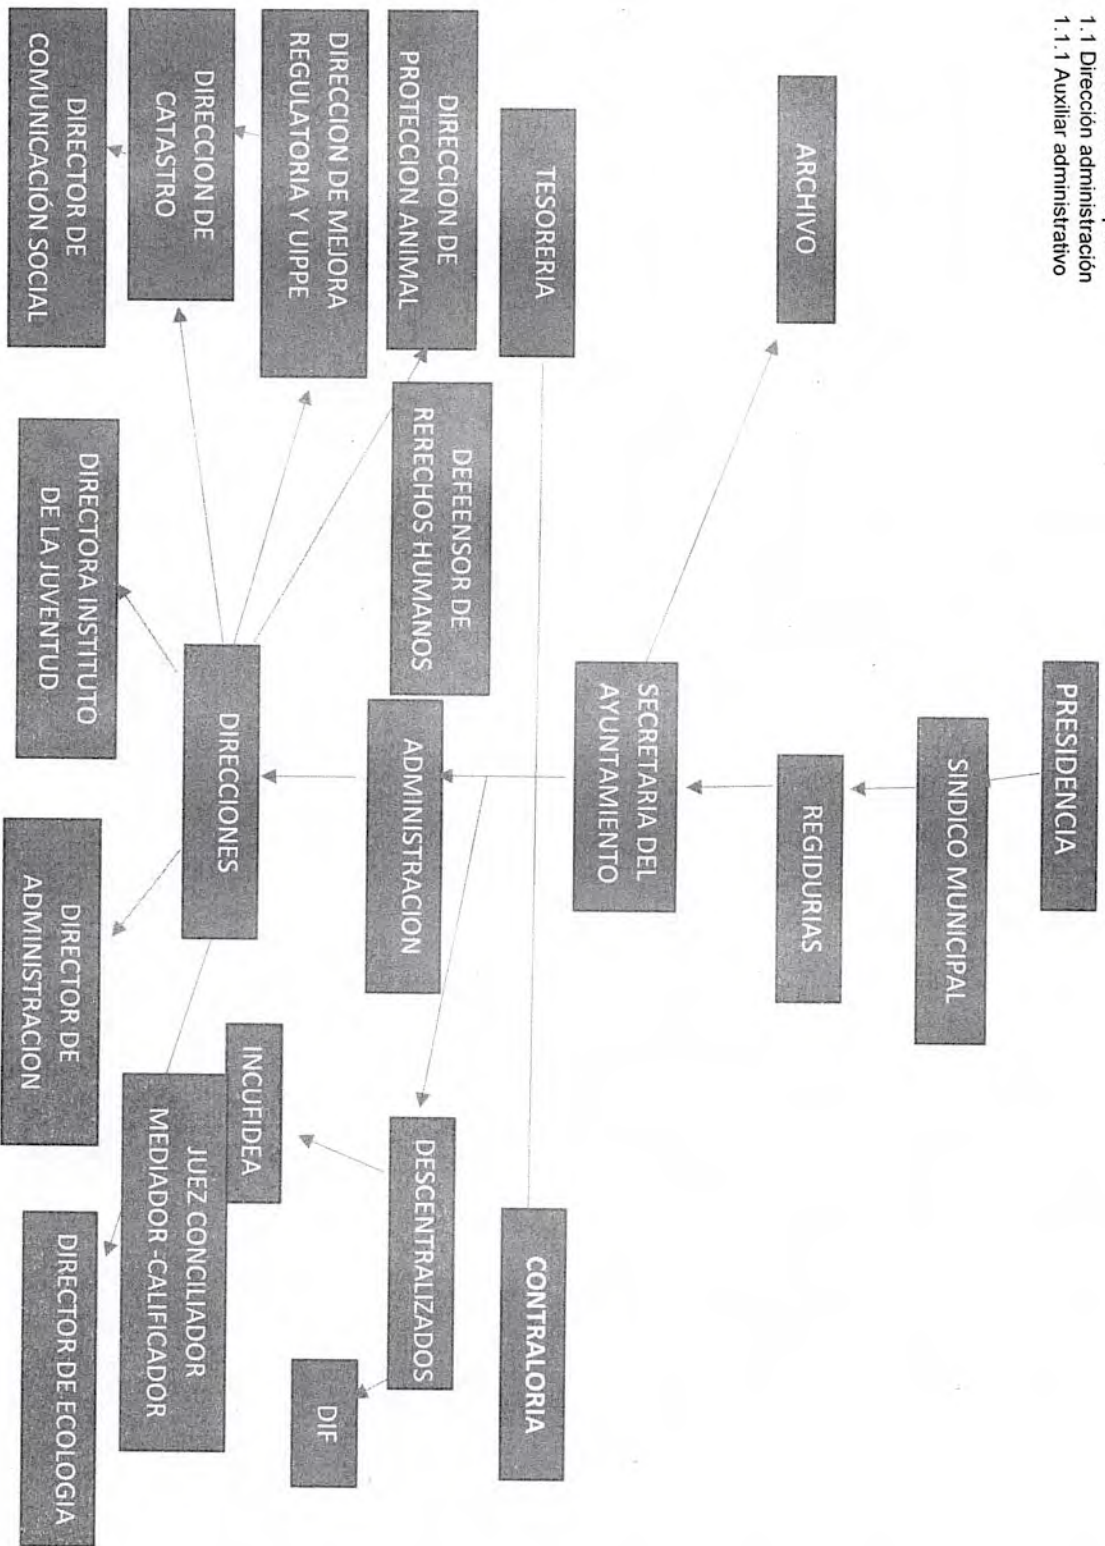 1.1 Dirección administración
1.1.1 Auxiliar administrativo
PRESIDENCIA
SINDICO MUNICIPAL
REGIDURIAS
ARCHIVO
SECRETARIA DEL
AYUNTAMIENTO
TESORERIA
CONTRALORIA
DIRECCION DE
PROTECCION ANIMAL
DEFEENSOR DE
RERECHOS HUMANOS
ADMINISTRACION
DESCENTRALIZADOS
DIRECCION DE MEJORA
REGULATORIA Y UIPPE
DIF
INCUFIDEA
DIRECCION DE
CATASTRO
DIRECCIONES
JUEZ CONCILIADOR
MEDIADOR -CALIFICADOR
DIRECTOR DE
COMUNICACIÓN SOCIAL
DIRECTORA INSTITUTO
DE LA JUVENTUD
DIRECTOR DE
ADMINISTRACION
DIRECTOR DE ECOLOGIA